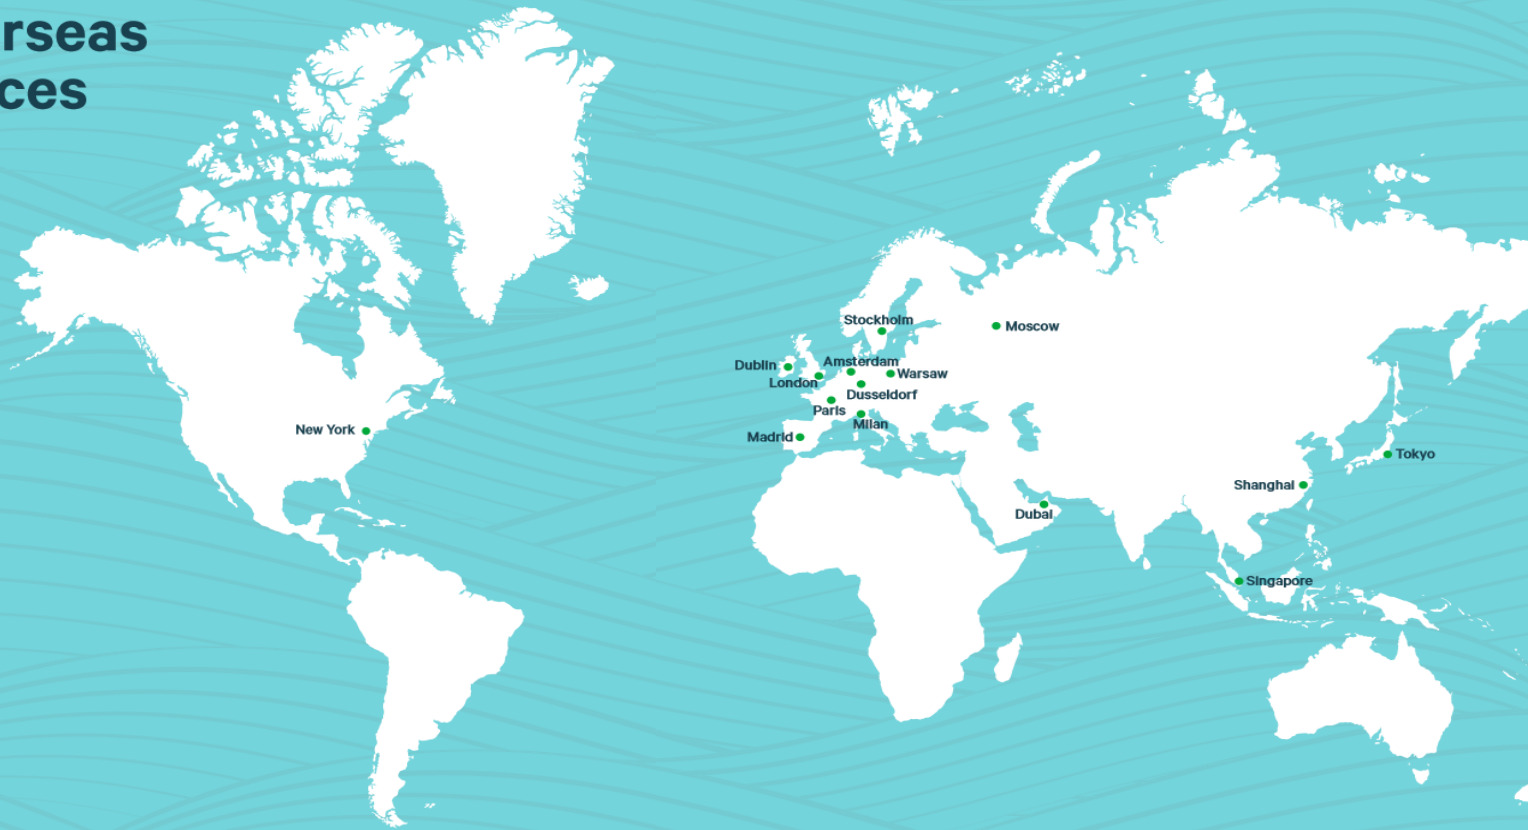 rseas
ces
Stockholm
Moscow
Dublin
Amsterdam
Warsaw
London
Dusseldorf
Paris
Milan
New York
Madrid
Tokyo
Shanghai
Dubai
Singapore